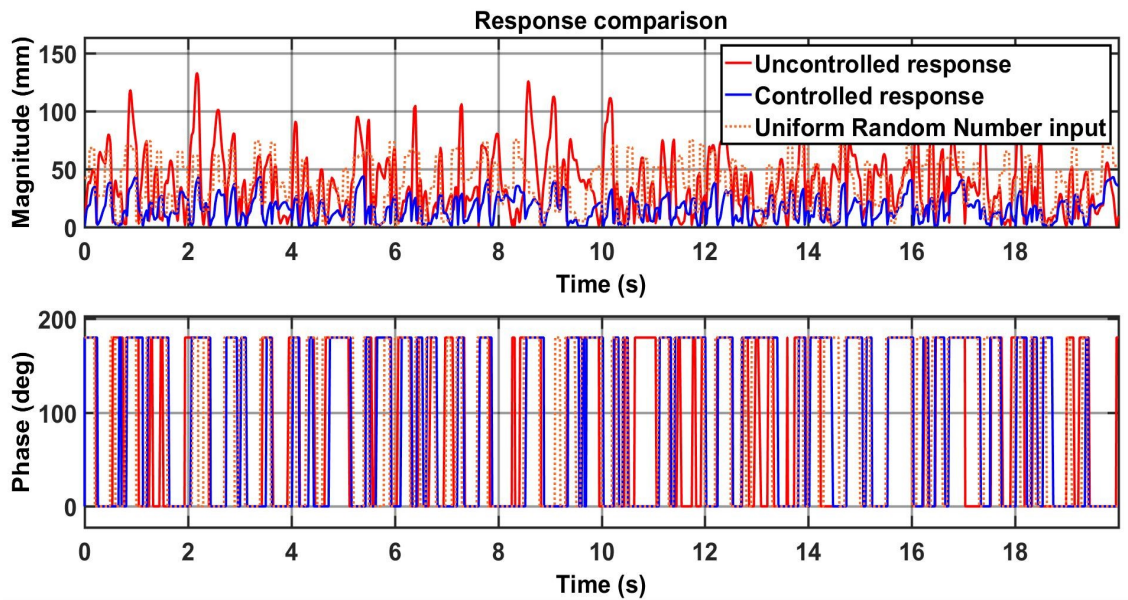 Response comparison
Magnitude (mm)
150
100
50
0
Uncontrolled response
Controlled response
Uniform Random Number input
0 2 4 6 8 10 12 14 16 18
Time (s)
Phase (deg)
200
100
0
0 2 4 6 8 10 12 14 16 18
Time (s)